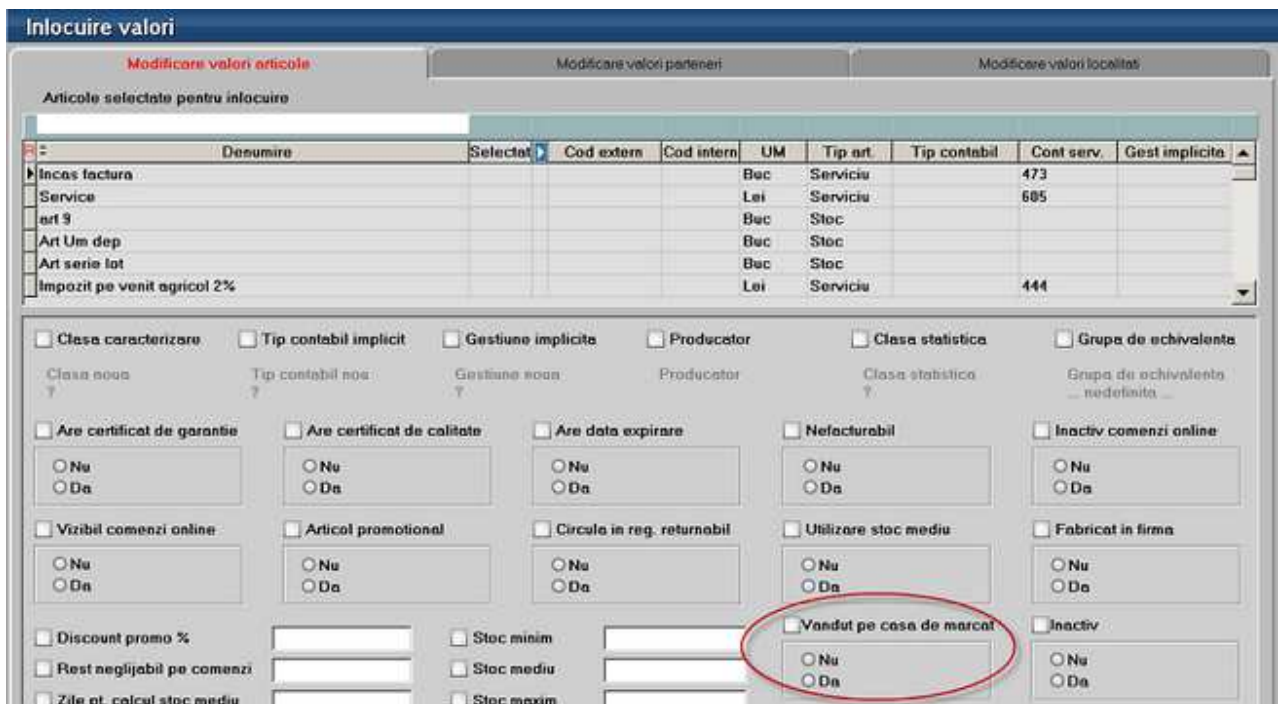 Inlocuire valori
Modificare valori articole Modificare valori parteneri Modificare valori localitati
Articole selectate pentru inlocuire
Denumire Selectat Cod extern Cod intern UM Tip art. Tip contabil Cont serv. Gest implicita
Incas factura Buc Serviciu 473
Service Lei Serviciu 605
art 9 Buc Stoc
Art Um dep Buc Stoc
Art serie lot Buc Stoc
Impozit pe venit agricol 2% Lei Serviciu 444
Clasa caracterizare Tip contabil implicit Gestiune implicita Producator Clasa statistica Grupa de echivalenta
Clasa noua Tip contabil nou Gestiune noua Producator Clasa statistica Grupa de echivalenta
? ? ? ? ... nedefinita ...
Are certificat de garantie Are certificat de calitate Are data expirare Nefacturabil Inactiv comenzi online
Nu Nu Nu Nu Nu
Da Da Da Da Da
Vizibil comenzi online Articol promotional Circula in reg. returnabil Utilizare stoc mediu Fabricat in firma
Nu Nu Nu Nu Nu
Da Da Da Da Da
Discount promo % Stoc minim Vandut pe casa de marcat Inactiv
Rest neglijabil pe comenzi Stoc mediu Nu Nu
Da Da
Zile pt. calcul stoc mediu Stoc maxim